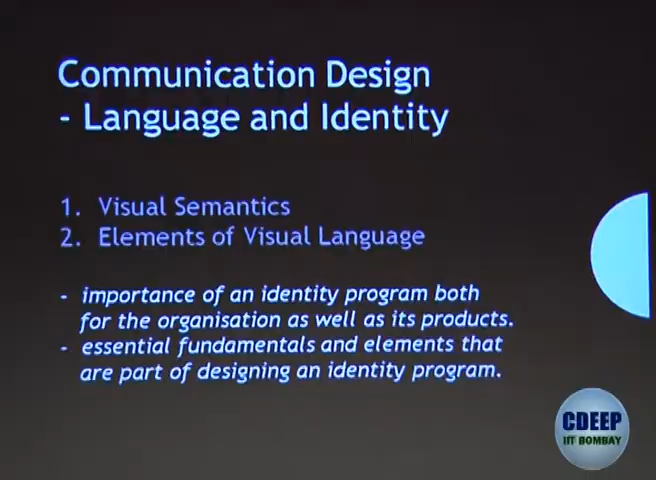 Communication Design
- Language and Identity
1. Visual Semantics
2. Elements of Visual Language
- importance of an identity program both
for the organisation as well as its products.
- essential fundamentals and elements that
are part of designing an identity program.
CDEEP
IIT BOMBAY